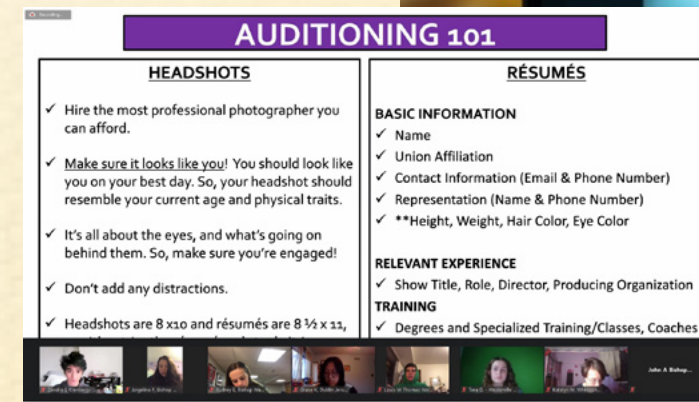 Recording...
AUDITIONING 101
HEADSHOTS
✓ Hire the most professional photographer you
can afford.
✓ Make sure it looks like you! You should look like
you on your best day. So, your headshot should
resemble your current age and physical traits.
✓ It's all about the eyes, and what's going on
behind them. So, make sure you're engaged!
✓ Don't add any distractions.
✓ Headshots are 8 x10 and résumés are 8 ½ x 11,
RÉSUMÉS
BASIC INFORMATION
✓ Name
✓ Union Affiliation
✓ Contact Information (Email & Phone Number)
✓ Representation (Name & Phone Number)
✓ **Height, Weight, Hair Color, Eye Color
RELEVANT EXPERIENCE
✓ Show Title, Role, Director, Producing Organization
TRAINING
✓ Degrees and Specialized Training/Classes, Coaches
John A Bishop...